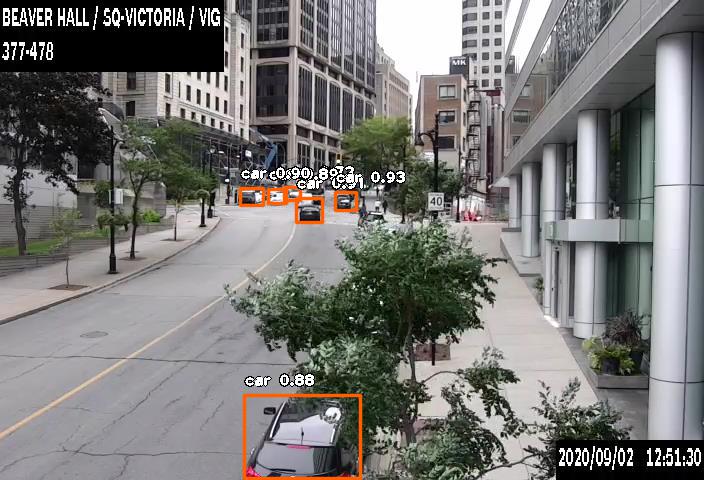 BEAVER HALL / SQ-VICTORIA / VIG
377-478
MK
car 0.93
car 0.91
40
car 0.88
2020/09/02 12:51:30